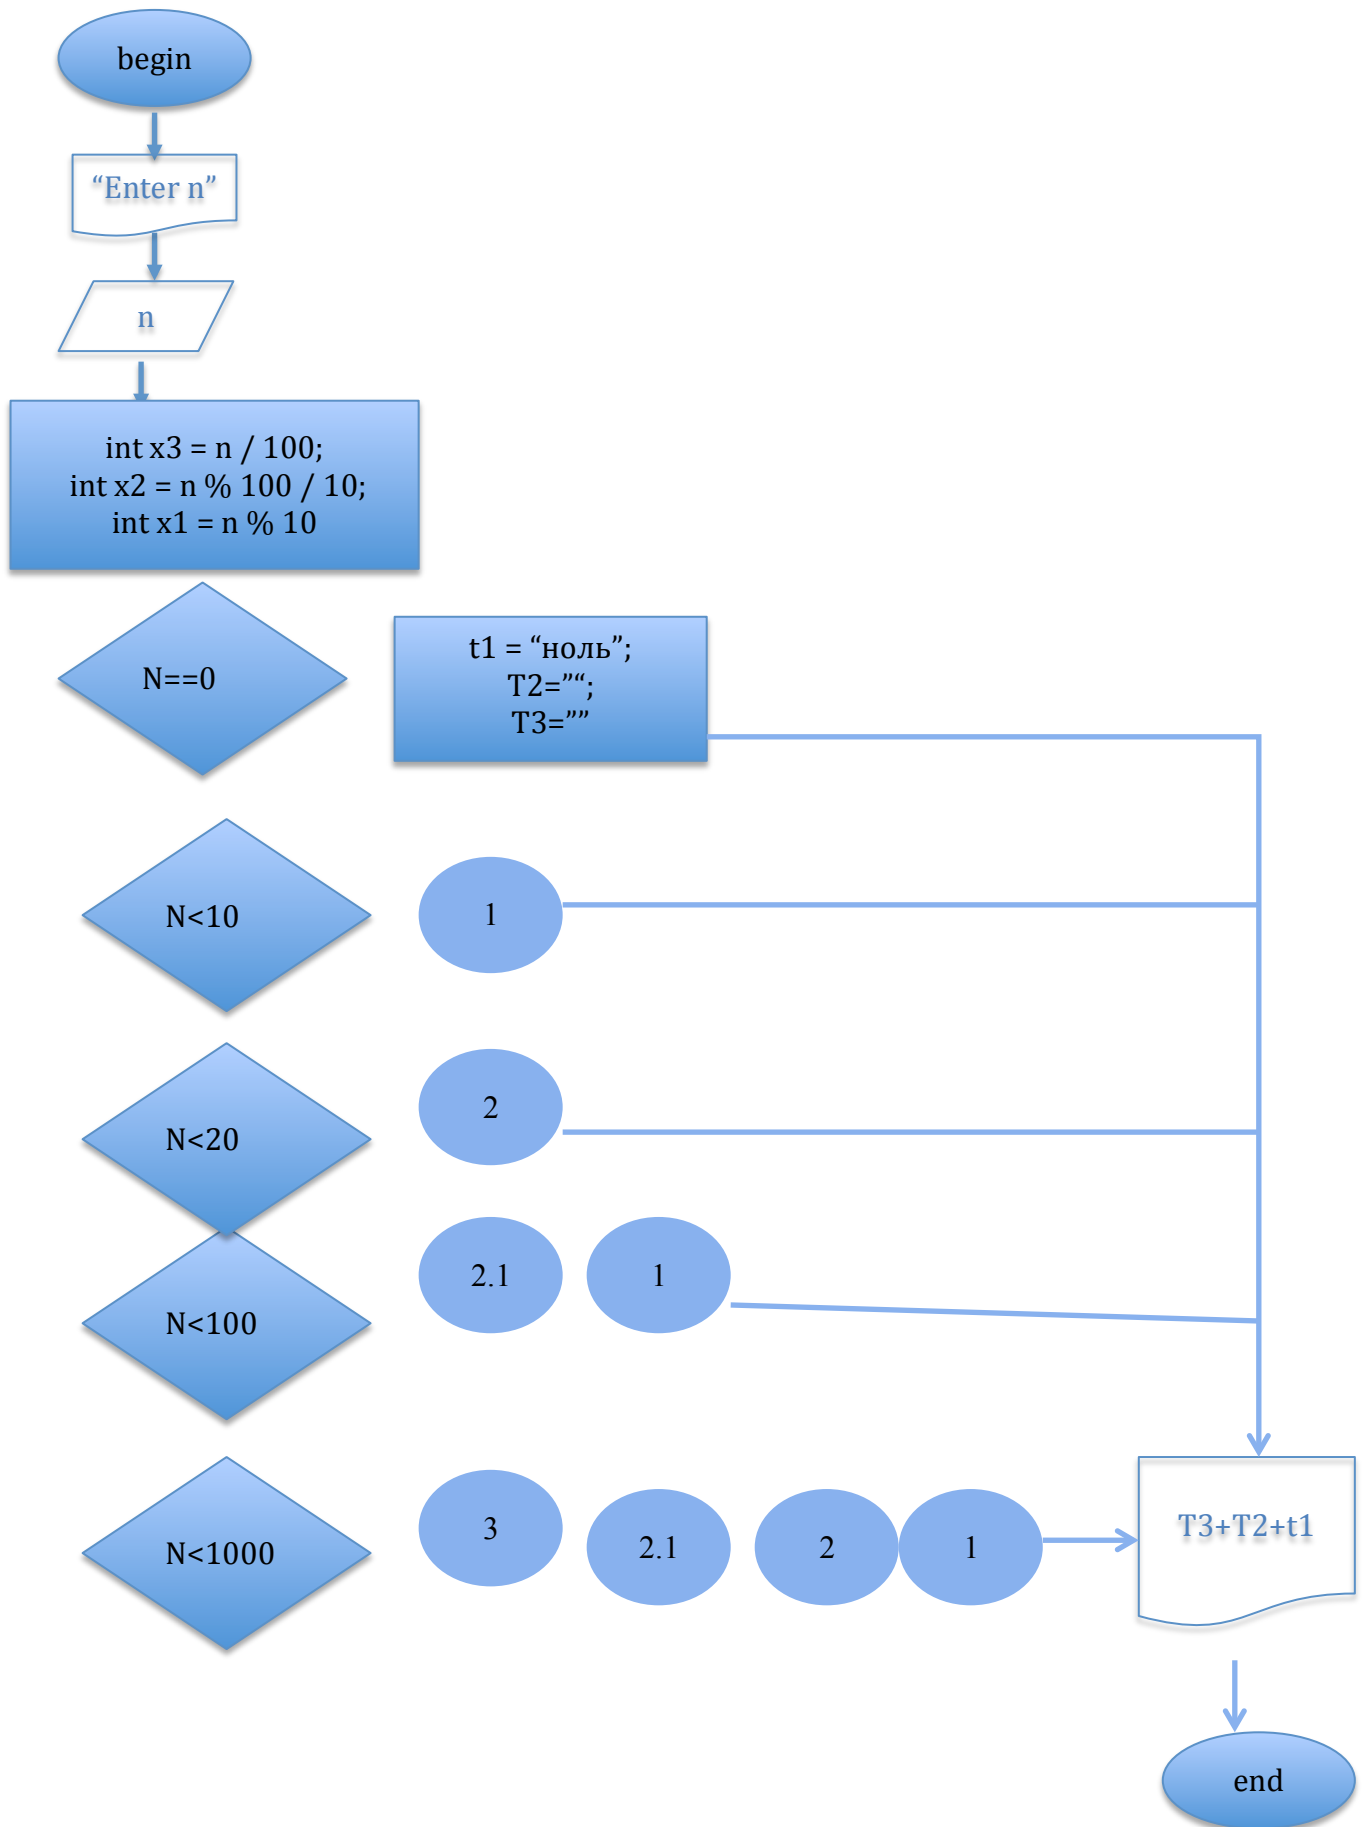 begin
“Enter n”
n
int x3 = n / 100;
int x2 = n % 100 / 10;
int x1 = n % 10
N==0
t1 = “ноль”;
T2=”“;
T3=””
N<10
1
N<20
2
N<100
2.1
1
N<1000
3
2.1
2
1
T3+T2+t1
end